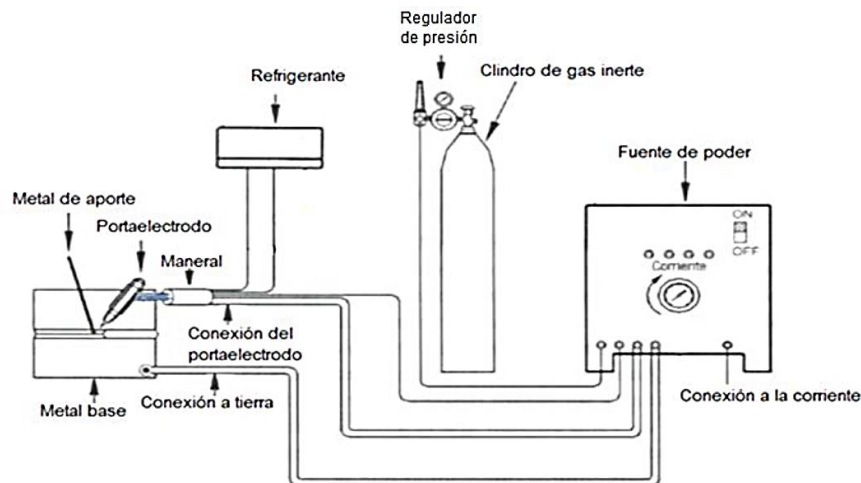 Regulador
de presión
Refrigerante
Clindro de gas inerte
Fuente de poder
Metal de aporte
Portaelectrodo
Maneral
ON
OFF
Corriente
Conexión del
portaelectrodo
Conexión a tierra
Metal base
Conexión a la corriente